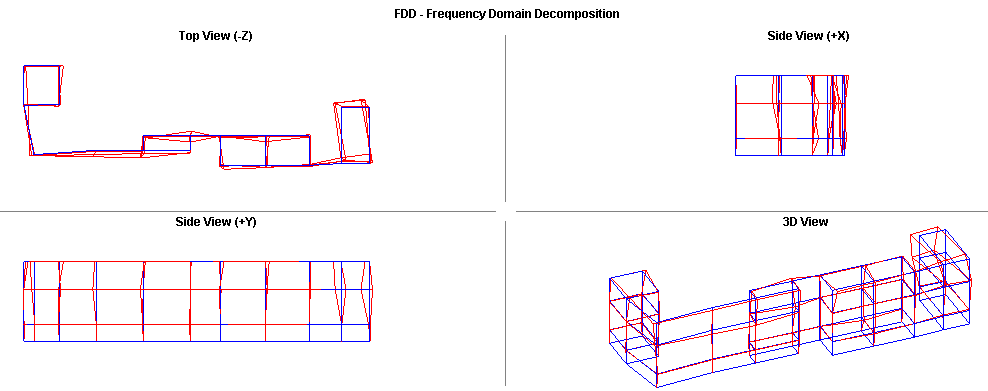 FDD - Frequency Domain Decomposition
Top View (-Z)
Side View (+X)
Side View (+Y)
3D View